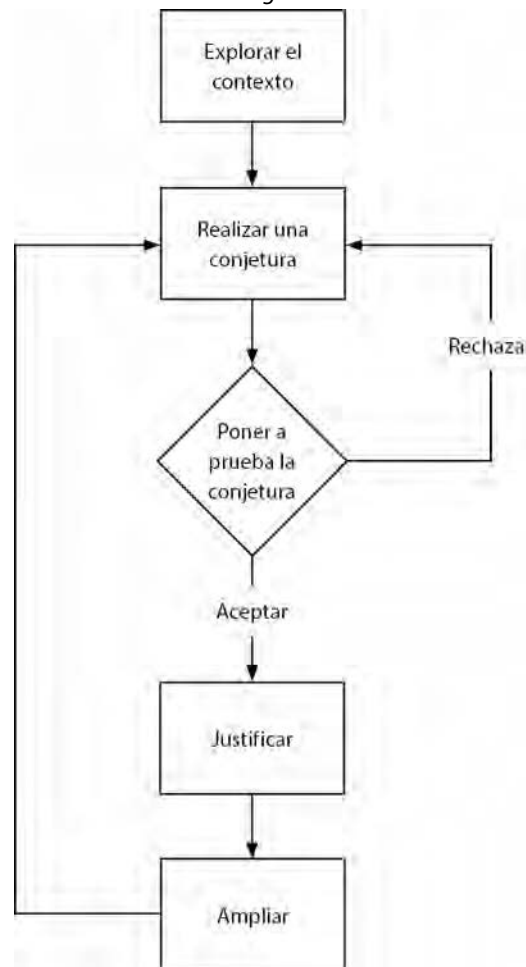 Explorar el
contexto
Realizar una
conjetura
Rechaza
Poner a
prueba la
conjetura
Aceptar
Justificar
Ampliar